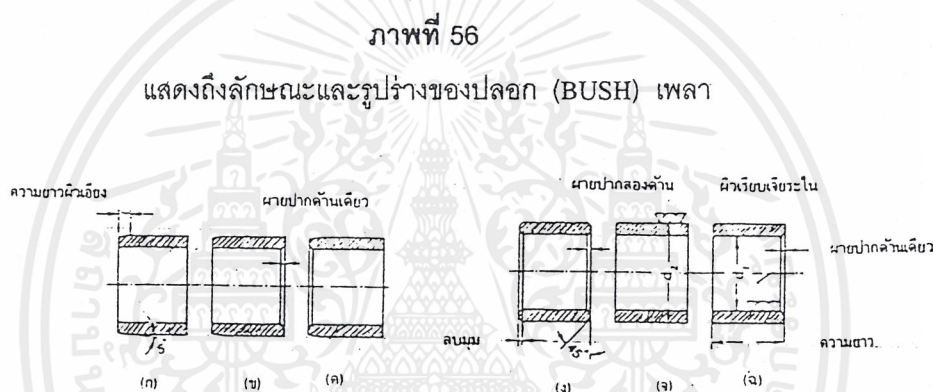 ภาพที่ 56
แสดงถึงลักษณะและรูปร่างของปลอก (BUSH) เพลา
ความยาวผิวเอียง
ผายปากด้านเดียว
ผายปากสองด้าน
ผิวเรียบเจียระไน
ผายปากด้านเดียว
ลบมุม
45°
ความยาว
(ก)
(ข)
(ค)
(ง)
(จ)
(ฉ)